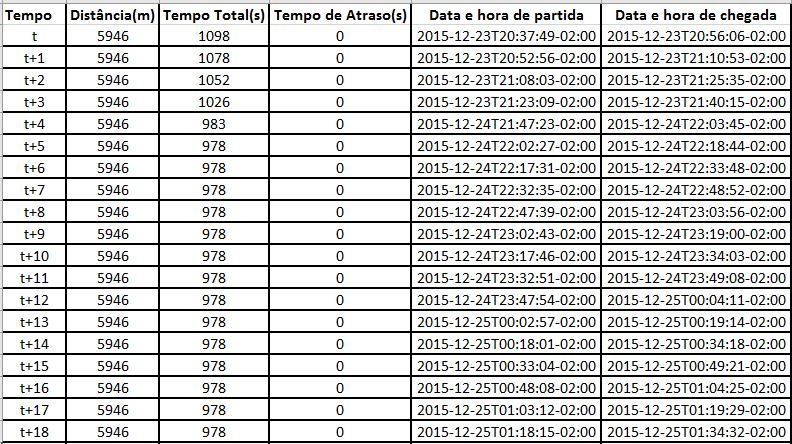 Tempo Distância(m) Tempo Total(s) Tempo de Atraso(s) Data e hora de partida Data e hora de chegada
t 5946 1098 0 2015-12-23T20:37:49-02:00 2015-12-23T20:56:06-02:00
t+1 5946 1078 0 2015-12-23T20:52:56-02:00 2015-12-23T21:10:53-02:00
t+2 5946 1052 0 2015-12-23T21:08:03-02:00 2015-12-23T21:25:35-02:00
t+3 5946 1026 0 2015-12-23T21:23:09-02:00 2015-12-23T21:40:15-02:00
t+4 5946 983 0 2015-12-24T21:47:23-02:00 2015-12-24T22:03:45-02:00
t+5 5946 978 0 2015-12-24T22:02:27-02:00 2015-12-24T22:18:44-02:00
t+6 5946 978 0 2015-12-24T22:17:31-02:00 2015-12-24T22:33:48-02:00
t+7 5946 978 0 2015-12-24T22:32:35-02:00 2015-12-24T22:48:52-02:00
t+8 5946 978 0 2015-12-24T22:47:39-02:00 2015-12-24T23:03:56-02:00
t+9 5946 978 0 2015-12-24T23:02:43-02:00 2015-12-24T23:19:00-02:00
t+10 5946 978 0 2015-12-24T23:17:46-02:00 2015-12-24T23:34:03-02:00
t+11 5946 978 0 2015-12-24T23:32:51-02:00 2015-12-24T23:49:08-02:00
t+12 5946 978 0 2015-12-24T23:47:54-02:00 2015-12-25T00:04:11-02:00
t+13 5946 978 0 2015-12-25T00:02:57-02:00 2015-12-25T00:19:14-02:00
t+14 5946 978 0 2015-12-25T00:18:01-02:00 2015-12-25T00:34:18-02:00
t+15 5946 978 0 2015-12-25T00:33:04-02:00 2015-12-25T00:49:21-02:00
t+16 5946 978 0 2015-12-25T00:48:08-02:00 2015-12-25T01:04:25-02:00
t+17 5946 978 0 2015-12-25T01:03:12-02:00 2015-12-25T01:19:29-02:00
t+18 5946 978 0 2015-12-25T01:18:15-02:00 2015-12-25T01:34:32-02:00